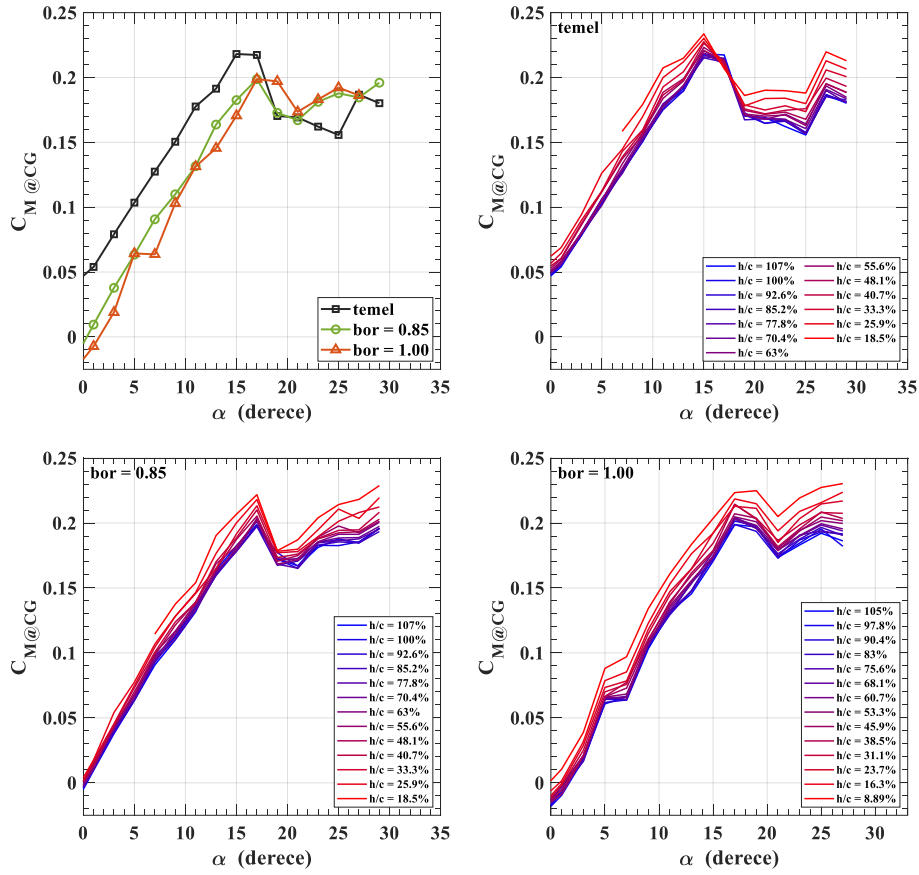 0.25
0.2
0.15
0.1
0.05
0
C_M @CG
0 5 10 15 20 25 30 35
α (derece)
temel
bor = 0.85
bor = 1.00
temel
0.25
0.2
0.15
0.1
0.05
0
C_M@CG
0 5 10 15 20 25 30 35
α (derece)
h/c = 107%
h/c = 100%
h/c = 92.6%
h/c = 85.2%
h/c = 77.8%
h/c = 70.4%
h/c = 63%
h/c = 55.6%
h/c = 48.1%
h/c = 40.7%
h/c = 33.3%
h/c = 25.9%
h/c = 18.5%
bor = 0.85
0.25
0.2
0.15
0.1
0.05
0
C_M@CG
0 5 10 15 20 25 30 35
α (derece)
h/c = 107%
h/c = 100%
h/c = 92.6%
h/c = 85.2%
h/c = 77.8%
h/c = 70.4%
h/c = 63%
h/c = 55.6%
h/c = 48.1%
h/c = 40.7%
h/c = 33.3%
h/c = 25.9%
h/c = 18.5%
bor = 1.00
0.25
0.2
0.15
0.1
0.05
0
C_M@CG
0 5 10 15 20 25 30
α (derece)
h/c = 105%
h/c = 97.8%
h/c = 90.4%
h/c = 83%
h/c = 75.6%
h/c = 68.1%
h/c = 60.7%
h/c = 53.3%
h/c = 45.9%
h/c = 38.5%
h/c = 31.1%
h/c = 23.7%
h/c = 16.3%
h/c = 8.89%